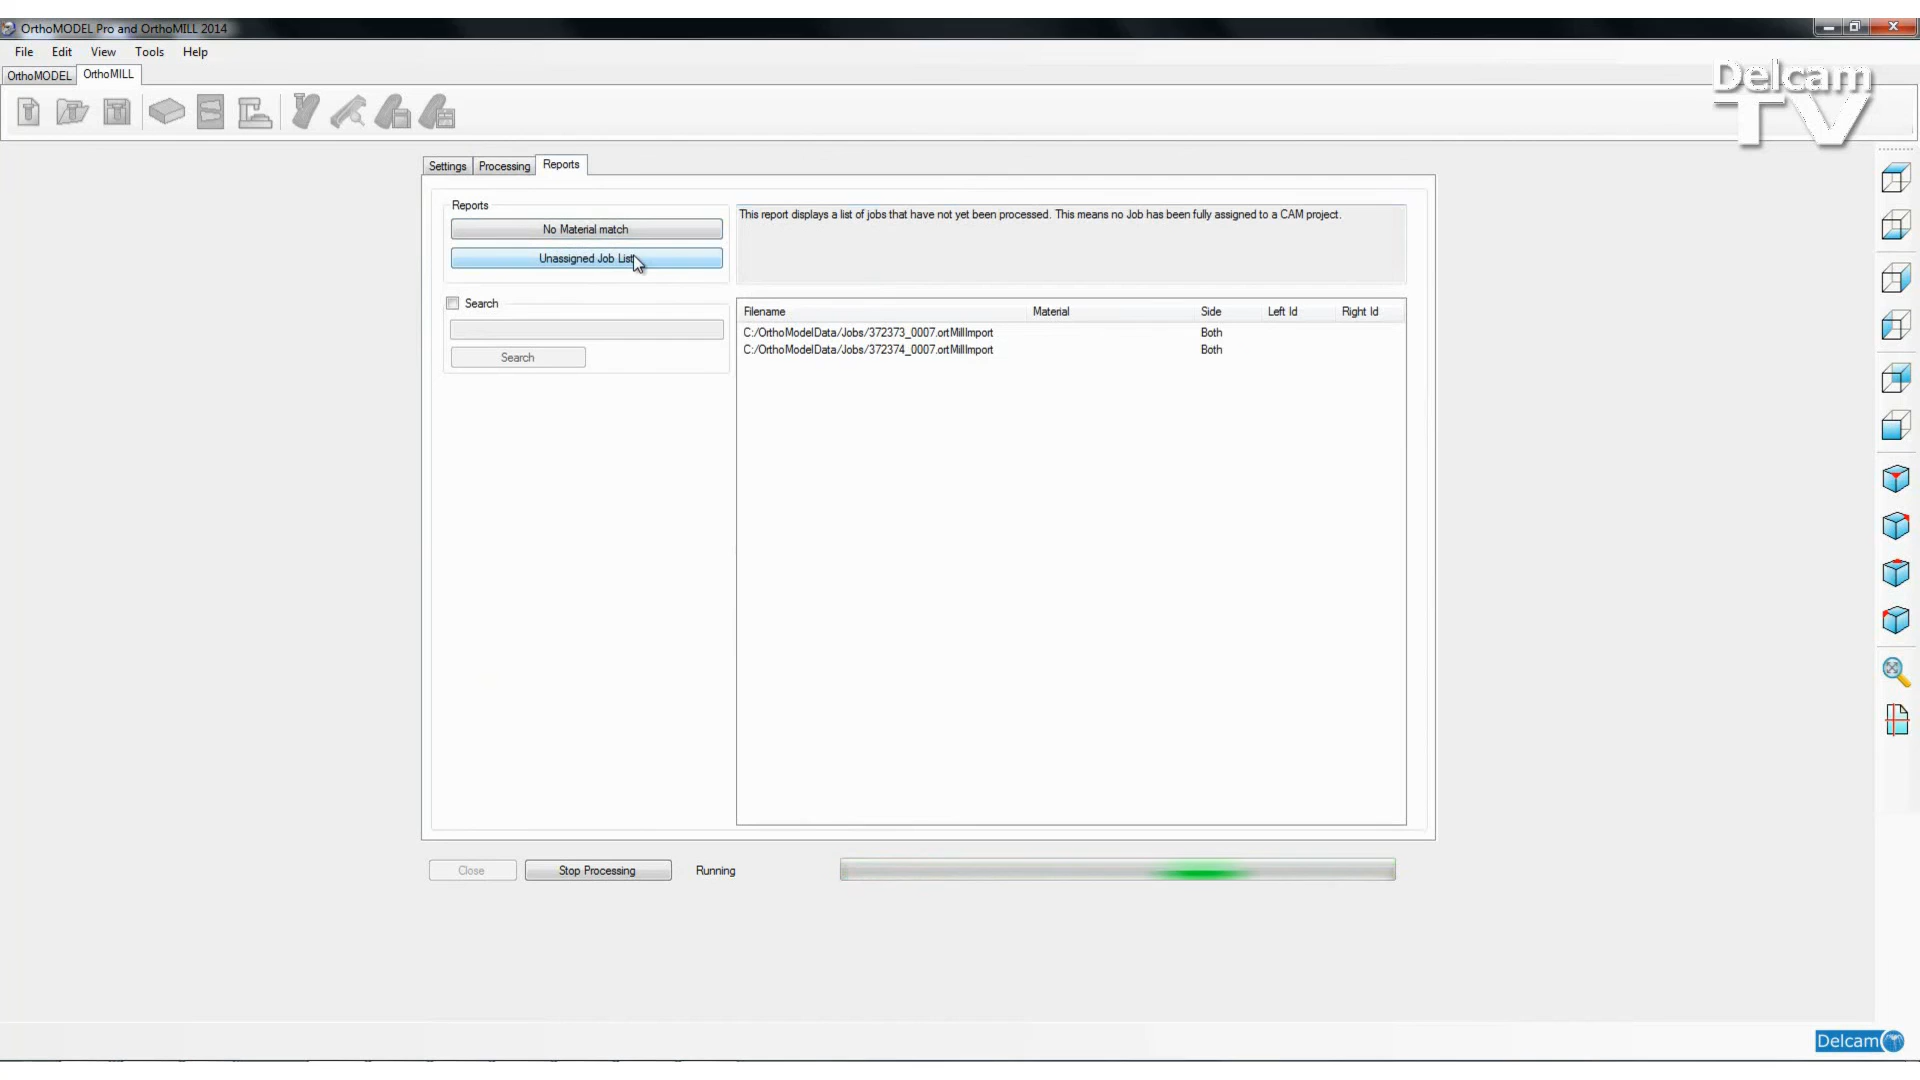 OrthoMODEL Pro and OrthoMILL 2014
File Edit View Tools Help
OrthoMODEL OrthoMILL
Delcam
TV
Settings Processing Reports
Reports
No Material match
Unassigned Job List
This report displays a list of jobs that have not yet been processed. This means no Job has been fully assigned to a CAM project.
Search
Search
Filename Material Side Left Id Right Id
C:/OrthoModelData/Jobs/372373_0007.ortMillImport Both
C:/OrthoModelData/Jobs/372374_0007.ortMillImport Both
Close Stop Processing Running
Delcam